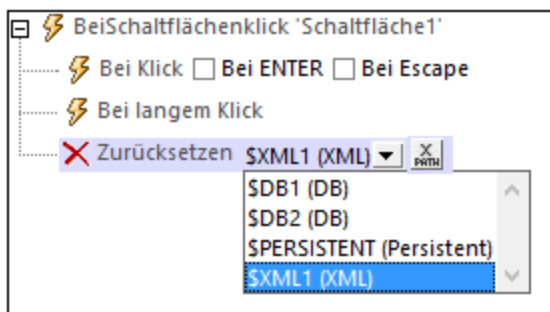 BeiSchaltflächenklick 'Schaltfläche1'
Bei Klick Bei ENTER Bei Escape
Bei langem Klick
Zurücksetzen $XML1 (XML) X PATH
$DB1 (DB)
$DB2 (DB)
$PERSISTENT (Persistent)
$XML1 (XML)